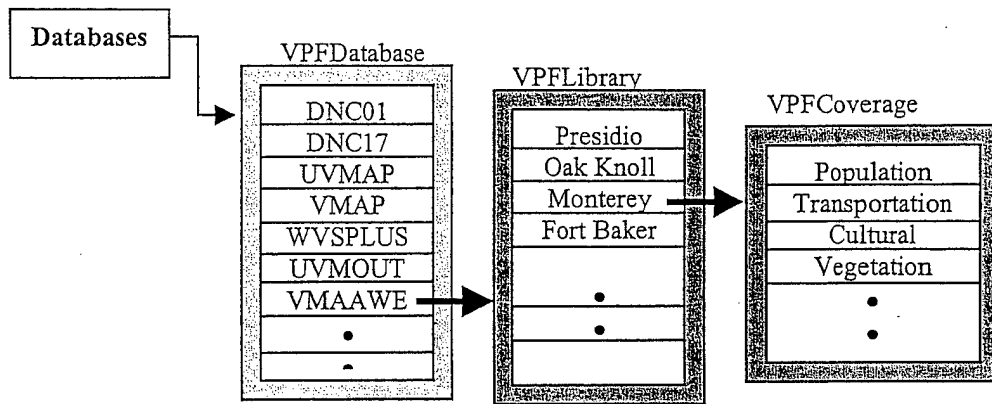 Databases
VPFDatabase
DNC01
DNC17
UVMAP
VMAP
WVSPLUS
UVMOUT
VMAAWE
VPFLibrary
Presidio
Oak Knoll
Monterey
Fort Baker
VPFCoverage
Population
Transportation
Cultural
Vegetation